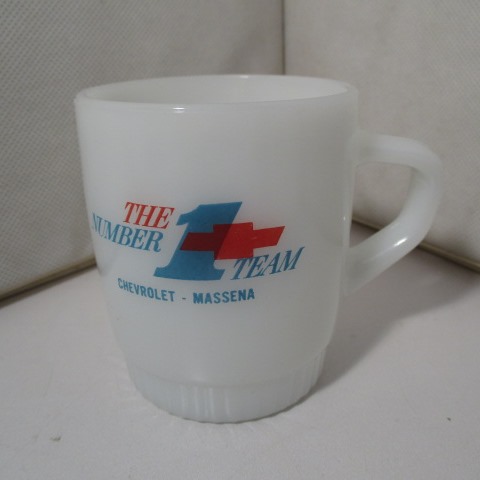 THE
NUMBER 1 TEAM
CHEVROLET - MASSENA